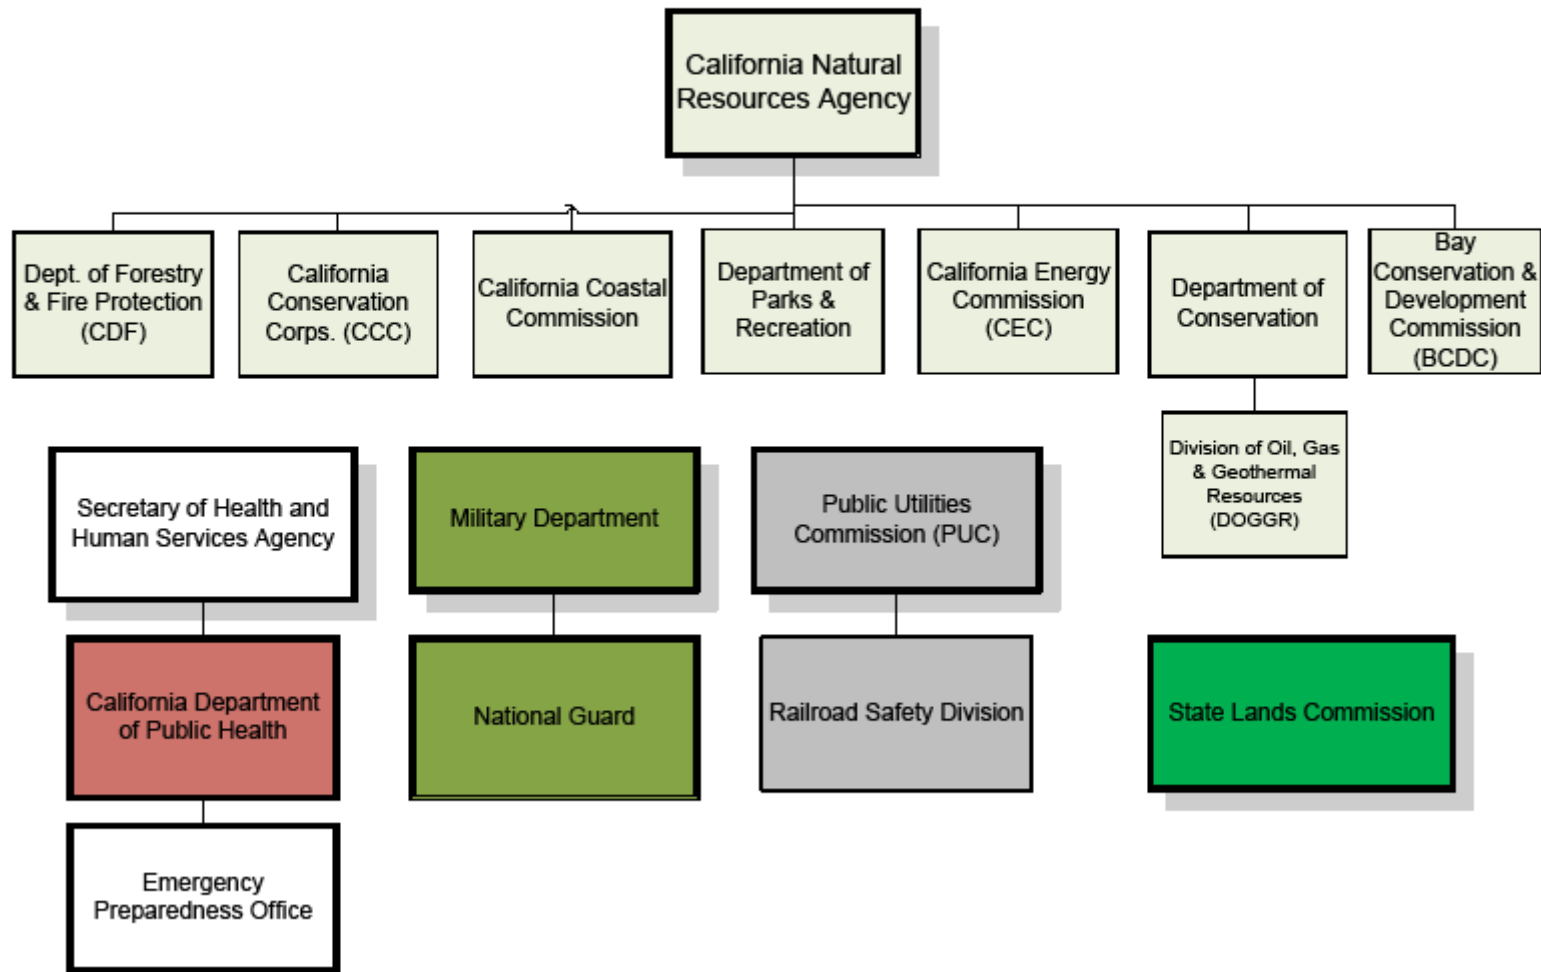 California Natural
Resources Agency
Dept. of Forestry
& Fire Protection
(CDF)
California
Conservation
Corps. (CCC)
California Coastal
Commission
Department of
Parks &
Recreation
California Energy
Commission
(CEC)
Department of
Conservation
Bay
Conservation &
Development
Commission
(BCDC)
Division of Oil, Gas
& Geothermal
Resources
(DOGGR)
Secretary of Health and
Human Services Agency
Military Department
Public Utilities
Commission (PUC)
California Department
of Public Health
National Guard
Railroad Safety Division
State Lands Commission
Emergency
Preparedness Office